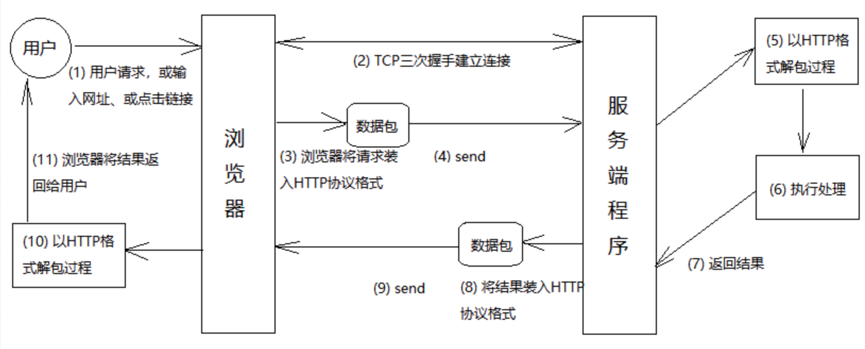 用户
(1) 用户请求，或输
入网址、或点击链接
(2) TCP三次握手建立连接
(5) 以HTTP格
式解包过程
浏览器
服务端程序
数据包
(3) 浏览器将请求装
入HTTP协议格式
(4) send
(11) 浏览器将结果返
回给用户
(6) 执行处理
(10) 以HTTP格
式解包过程
数据包
(7) 返回结果
(9) send
(8) 将结果装入HTTP
协议格式